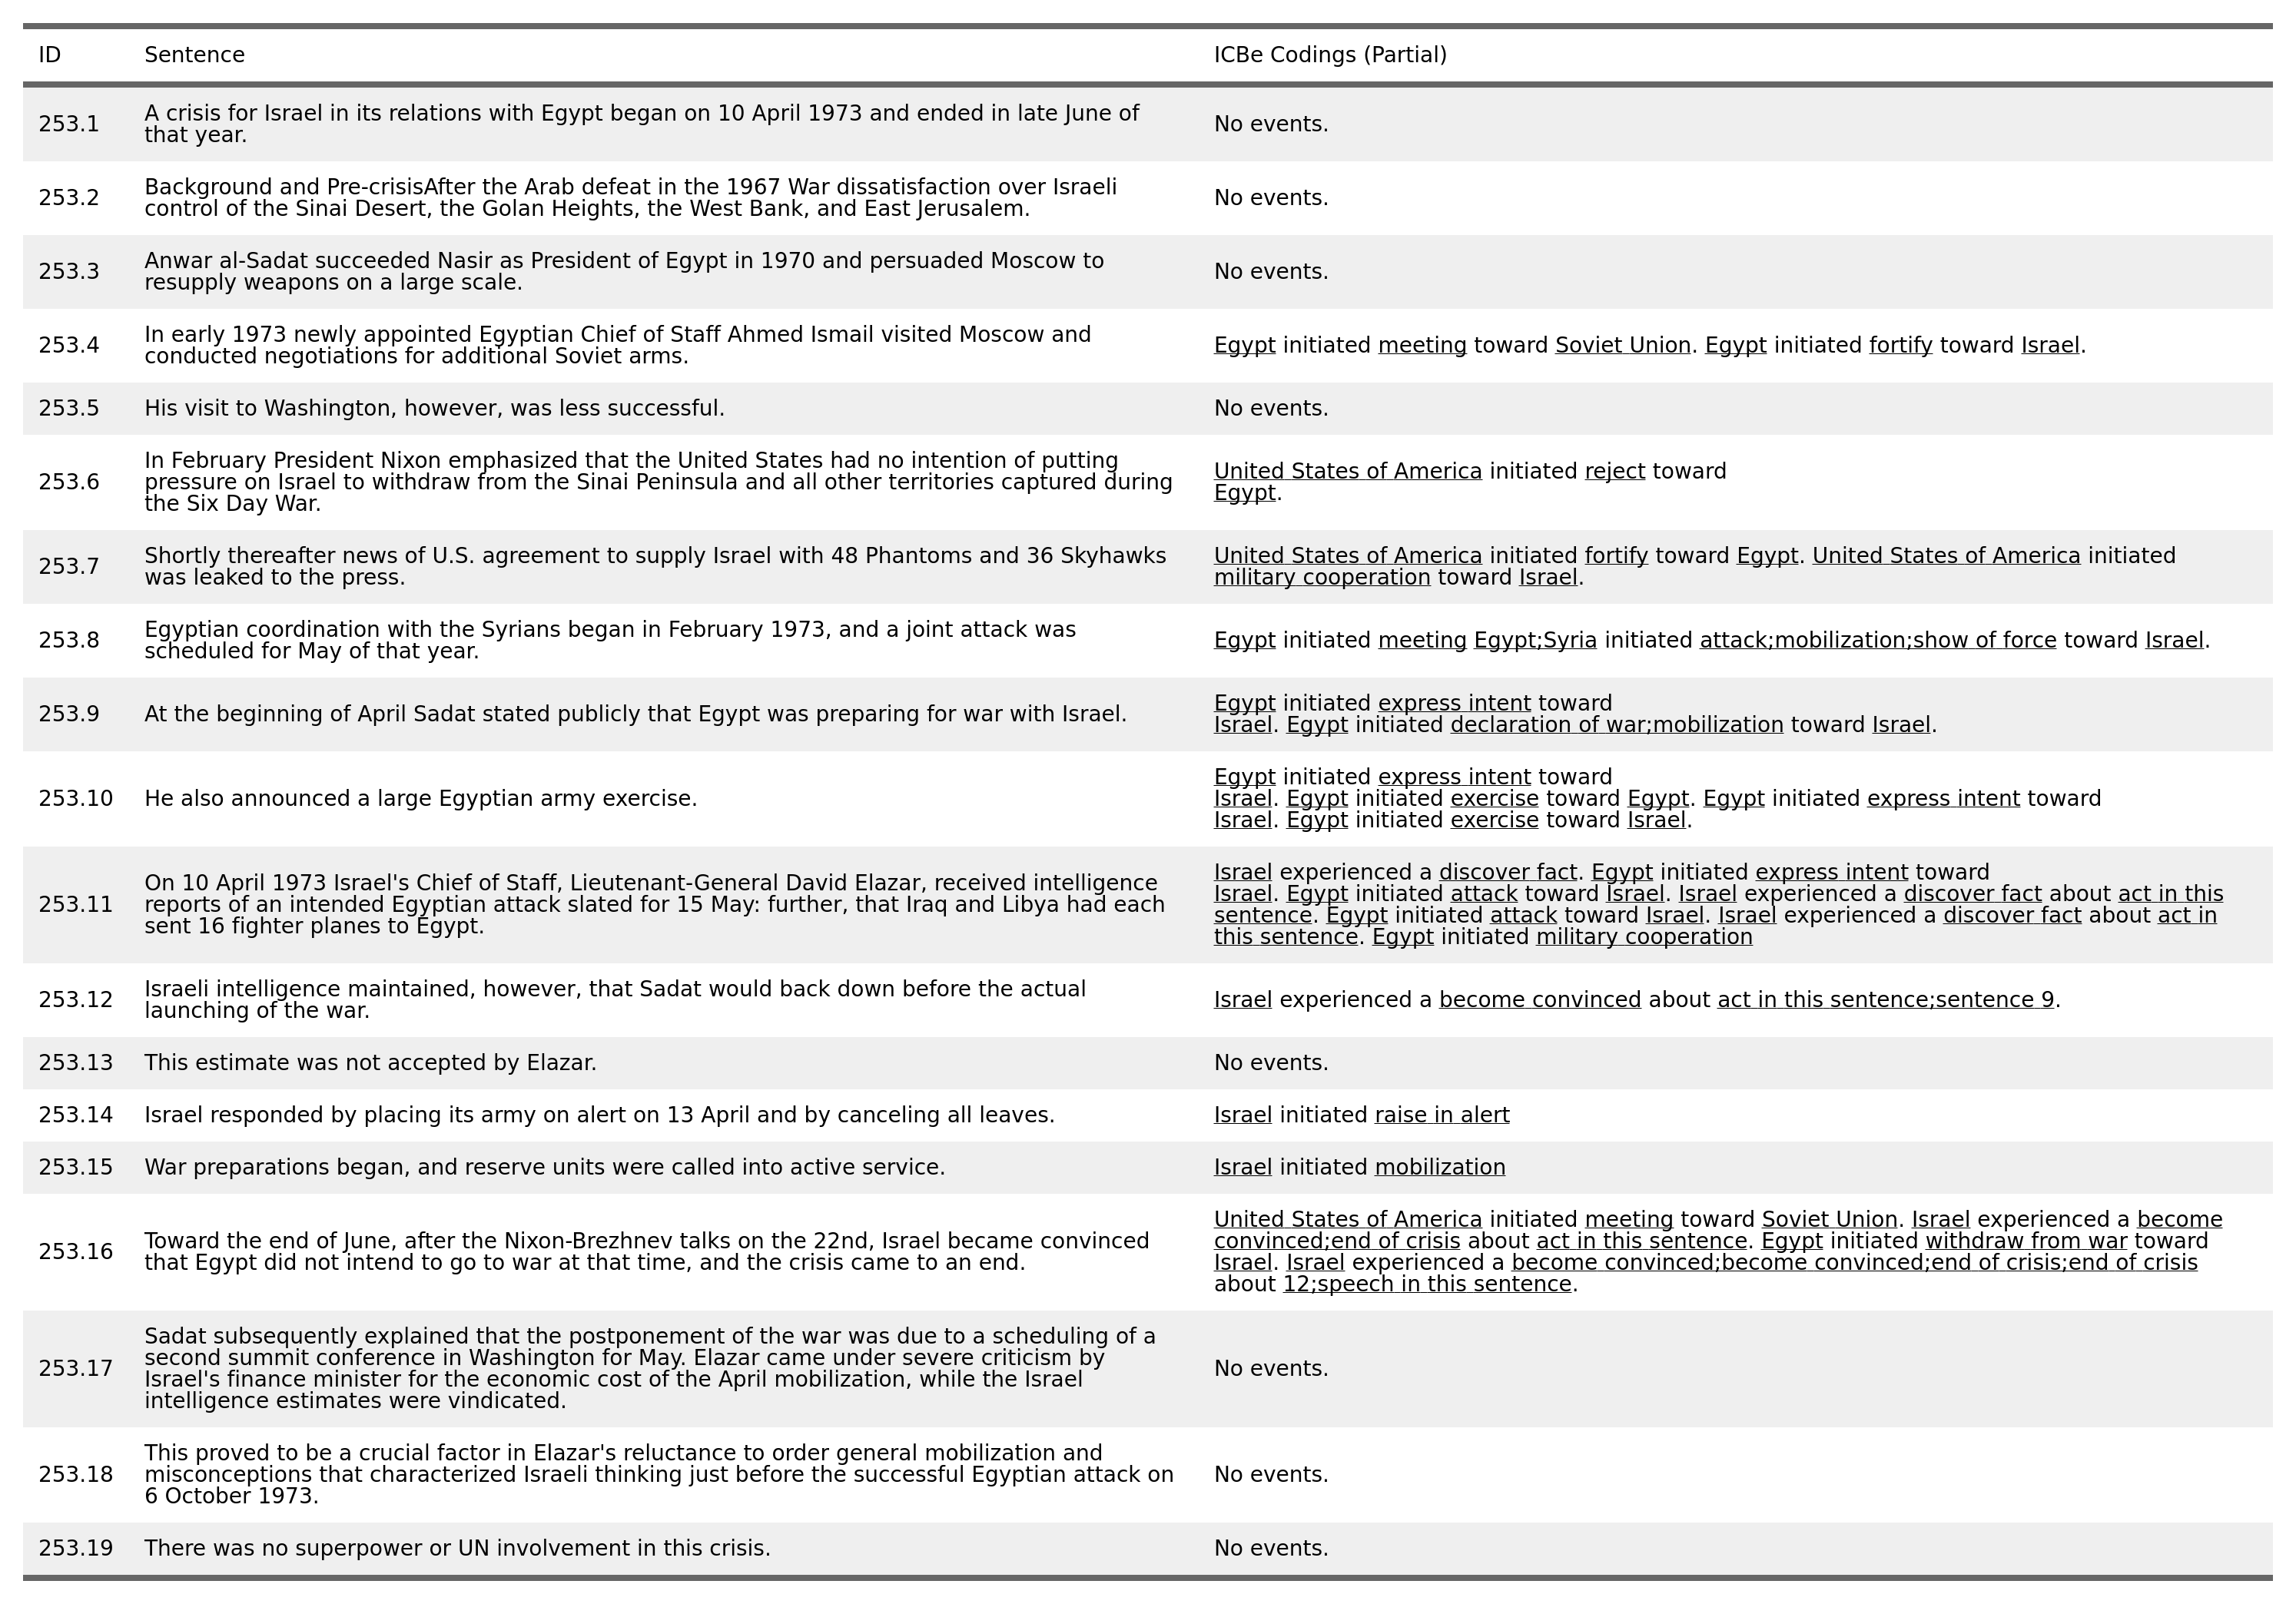 ID Sentence ICBe Codings (Partial)
253.1 A crisis for Israel in its relations with Egypt began on 10 April 1973 and ended in late June of
that year. No events.
253.2 Background and Pre-crisisAfter the Arab defeat in the 1967 War dissatisfaction over Israeli
control of the Sinai Desert, the Golan Heights, the West Bank, and East Jerusalem. No events.
253.3 Anwar al-Sadat succeeded Nasir as President of Egypt in 1970 and persuaded Moscow to
resupply weapons on a large scale. No events.
253.4 In early 1973 newly appointed Egyptian Chief of Staff Ahmed Ismail visited Moscow and
conducted negotiations for additional Soviet arms. Egypt initiated meeting toward Soviet Union. Egypt initiated fortify toward Israel.
253.5 His visit to Washington, however, was less successful. No events.
253.6 In February President Nixon emphasized that the United States had no intention of putting
pressure on Israel to withdraw from the Sinai Peninsula and all other territories captured during
the Six Day War.
United States of America initiated reject toward
Egypt.
253.7 Shortly thereafter news of U.S. agreement to supply Israel with 48 Phantoms and 36 Skyhawks
was leaked to the press.
United States of America initiated fortify toward Egypt. United States of America initiated
military cooperation toward Israel.
253.8 Egyptian coordination with the Syrians began in February 1973, and a joint attack was
scheduled for May of that year. Egypt initiated meeting Egypt;Syria initiated attack;mobilization;show of force toward Israel.
253.9 At the beginning of April Sadat stated publicly that Egypt was preparing for war with Israel.
Egypt initiated express intent toward
Israel. Egypt initiated declaration of war;mobilization toward Israel.
253.10 He also announced a large Egyptian army exercise.
Egypt initiated express intent toward
Israel. Egypt initiated exercise toward Egypt. Egypt initiated express intent toward
Israel. Egypt initiated exercise toward Israel.
253.11 On 10 April 1973 Israel's Chief of Staff, Lieutenant-General David Elazar, received intelligence
reports of an intended Egyptian attack slated for 15 May: further, that Iraq and Libya had each
sent 16 fighter planes to Egypt.
Israel experienced a discover fact. Egypt initiated express intent toward
Israel. Egypt initiated attack toward Israel. Israel experienced a discover fact about act in this
sentence. Egypt initiated attack toward Israel. Israel experienced a discover fact about act in
this sentence. Egypt initiated military cooperation
253.12 Israeli intelligence maintained, however, that Sadat would back down before the actual
launching of the war. Israel experienced a become convinced about act in this sentence;sentence 9.
253.13 This estimate was not accepted by Elazar. No events.
253.14 Israel responded by placing its army on alert on 13 April and by canceling all leaves. Israel initiated raise in alert
253.15 War preparations began, and reserve units were called into active service. Israel initiated mobilization
253.16 Toward the end of June, after the Nixon-Brezhnev talks on the 22nd, Israel became convinced
that Egypt did not intend to go to war at that time, and the crisis came to an end.
United States of America initiated meeting toward Soviet Union. Israel experienced a become
convinced;end of crisis about act in this sentence. Egypt initiated withdraw from war toward
Israel. Israel experienced a become convinced;become convinced;end of crisis;end of crisis
about 12;speech in this sentence.
253.17 Sadat subsequently explained that the postponement of the war was due to a scheduling of a
second summit conference in Washington for May. Elazar came under severe criticism by
Israel's finance minister for the economic cost of the April mobilization, while the Israel
intelligence estimates were vindicated. No events.
253.18 This proved to be a crucial factor in Elazar's reluctance to order general mobilization and
misconceptions that characterized Israeli thinking just before the successful Egyptian attack on
6 October 1973. No events.
253.19 There was no superpower or UN involvement in this crisis. No events.